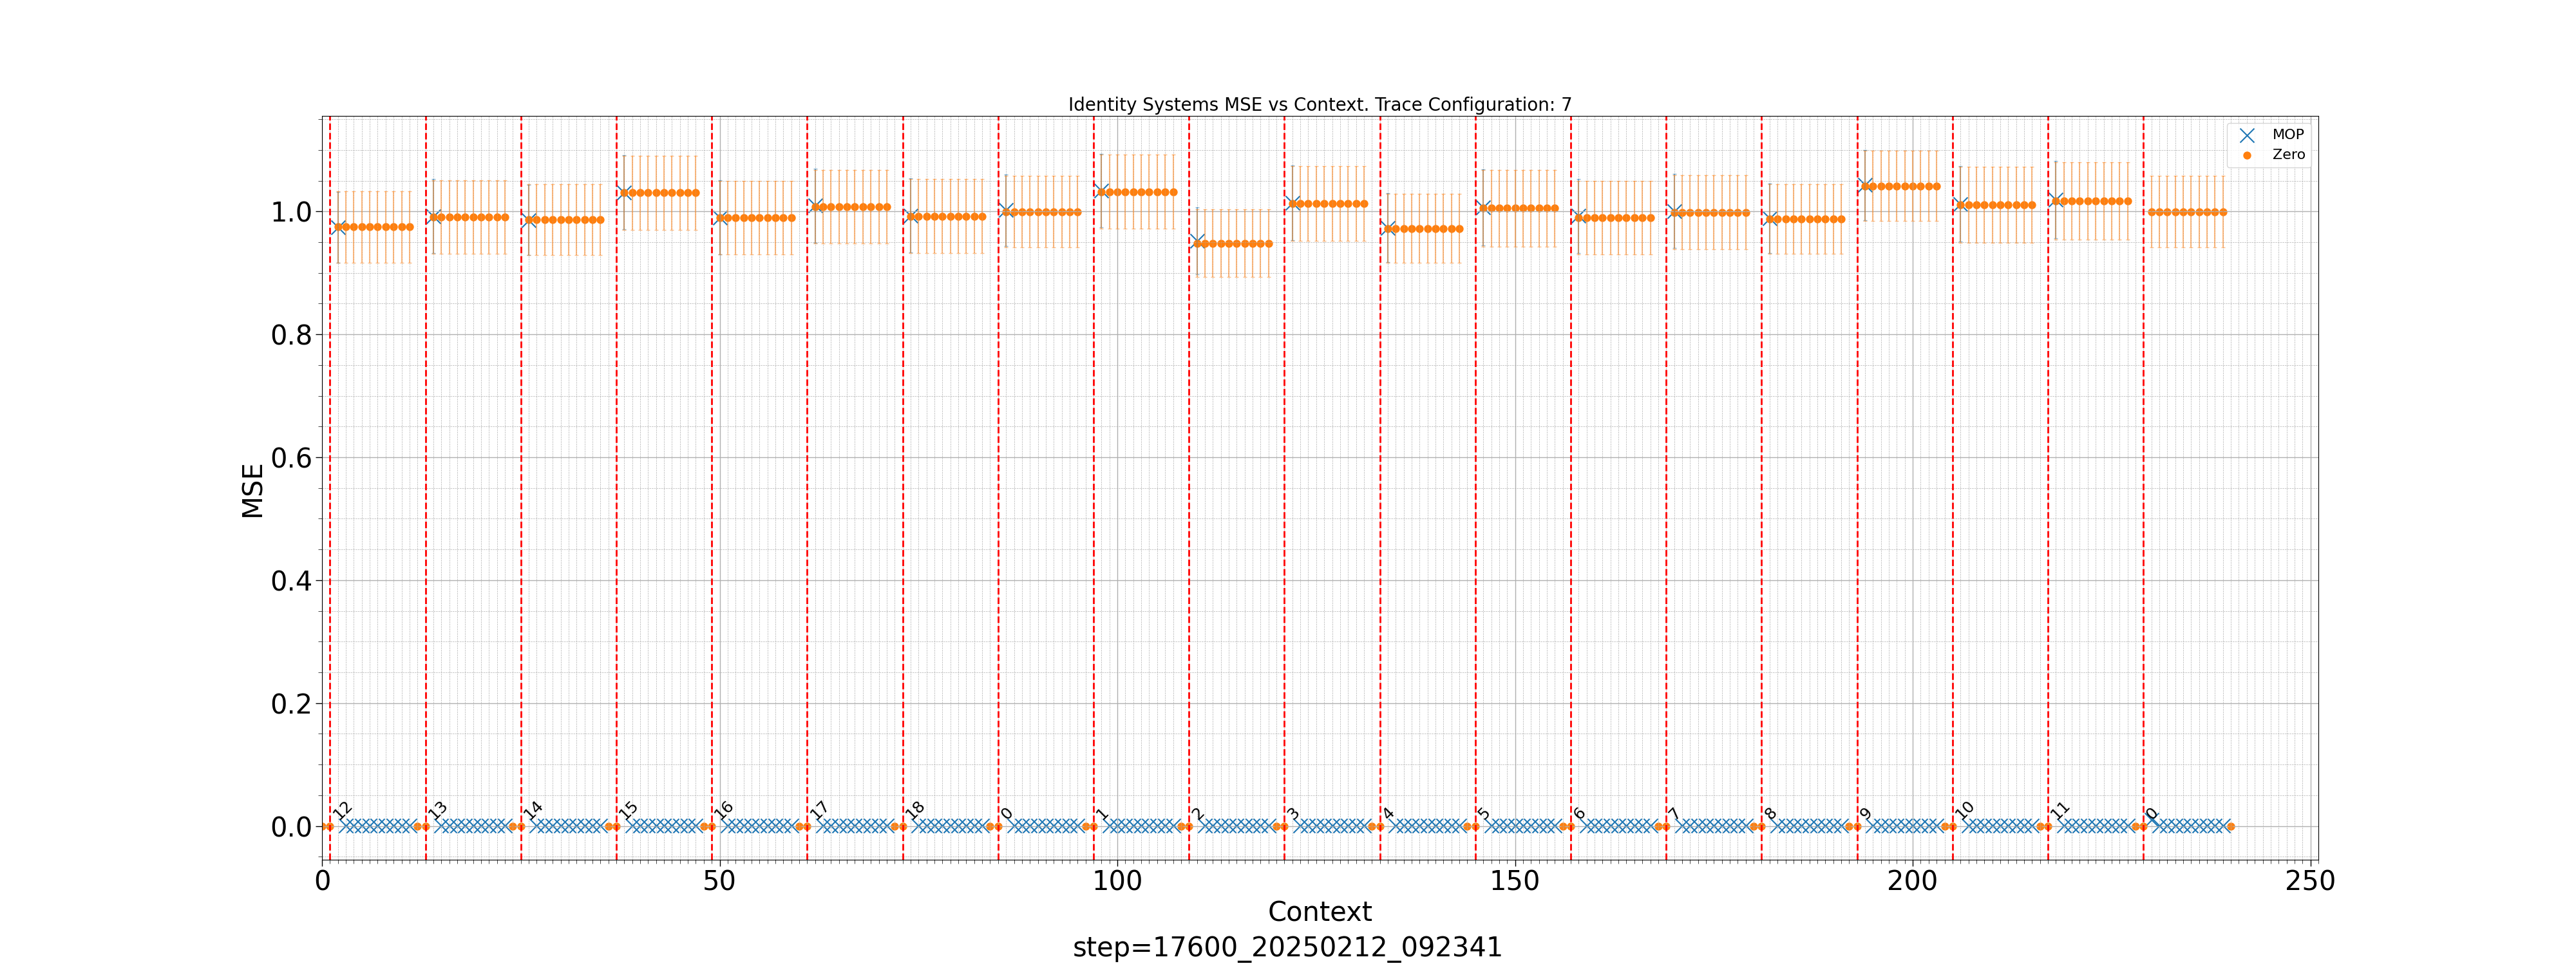 Identity Systems MSE vs Context. Trace Configuration: 7
MOP
Zero
1.0
0.8
0.6
0.4
0.2
0.0
MSE
12 13 14 15 16 17 18 0 1 2 3 4 5 6 7 8 9 10 11 0
0 50 100 150 200 250
Context
step=17600_20250212_092341